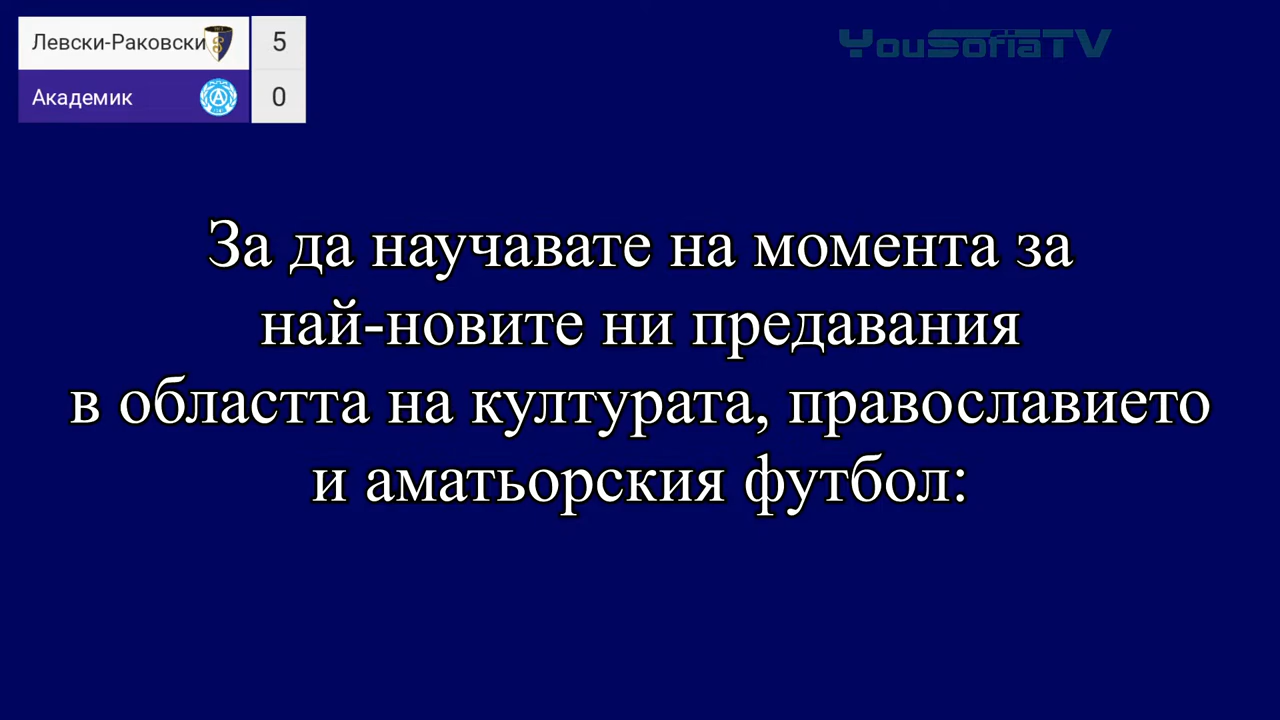 Левски-Раковски 5
Академик 0
YouSofiaTV
За да научавате на момента за
най-новите ни предавания
в областта на културата, православието
и аматьорския футбол: